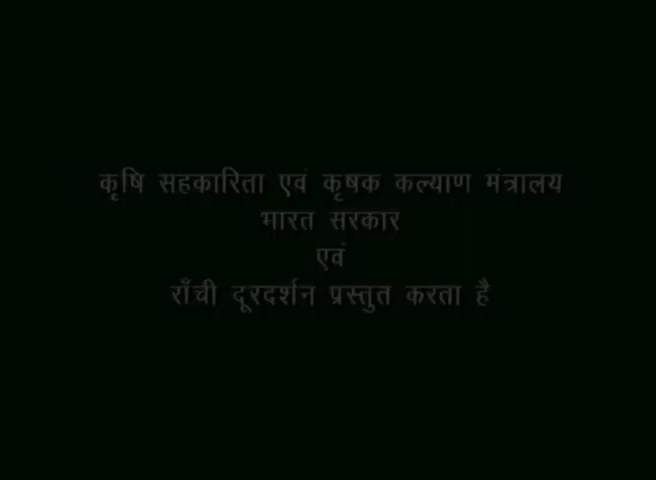 कृषि सहकारिता एवं कृषक कल्याण मंत्रालय
भारत सरकार
एवं
राँची दूरदर्शन प्रस्तुत करता है